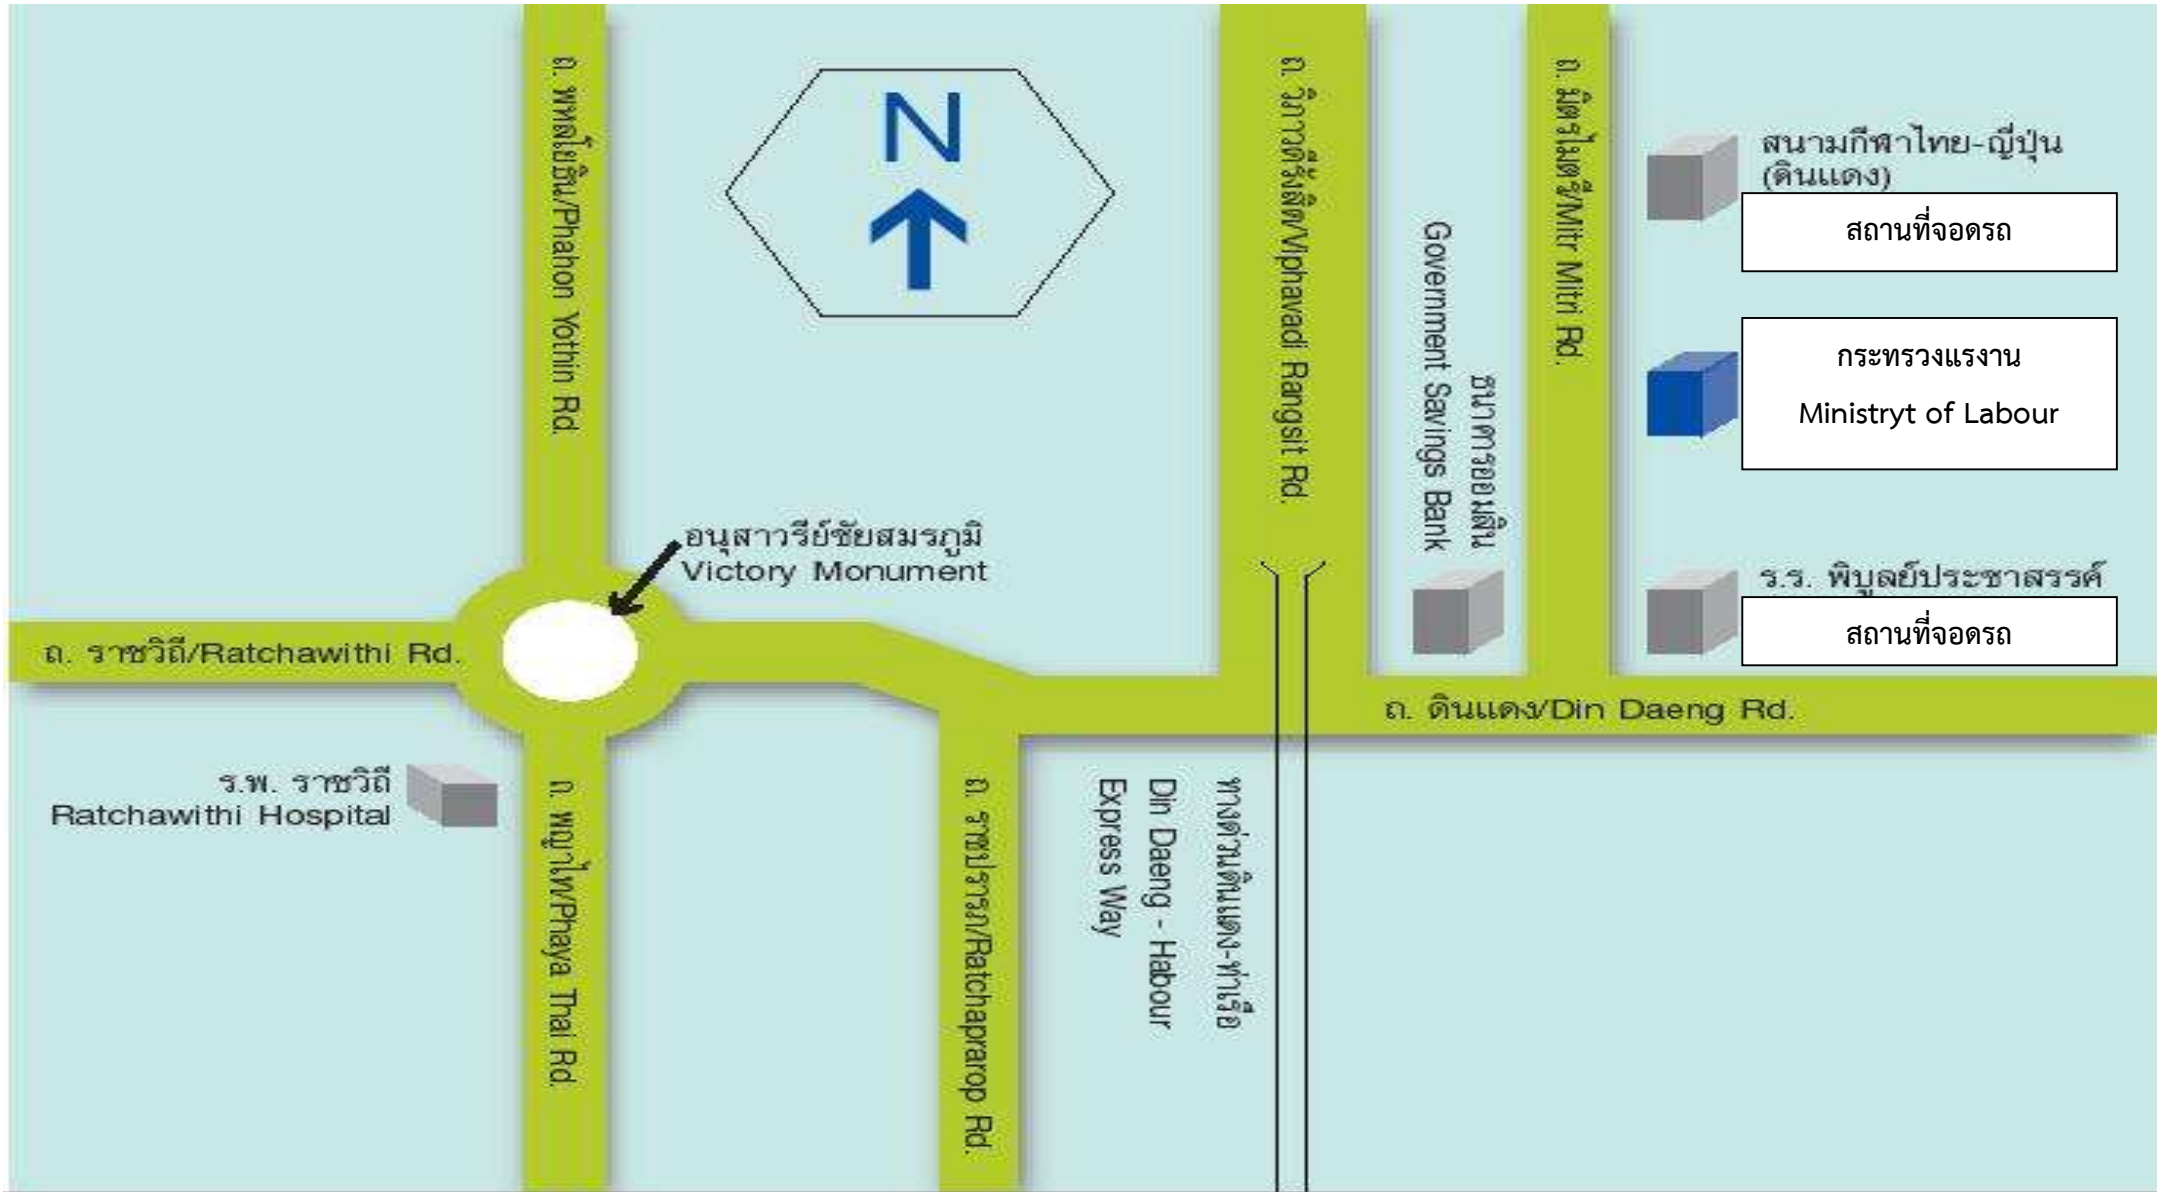 ถ. พหลโยธิน/Phahon Yothin Rd.
N
ถ. วิภาวดีรังสิต/Viphavadi Rangsit Rd.
ถ. มิตรไมตรี/Mitr Mitri Rd.
สนามกีฬาไทย-ญี่ปุ่น
(ดินแดง)
สถานที่จอดรถ
กระทรวงแรงาน
Ministryt of Labour
ธนาคารออมสิน
Government Savings Bank
อนุสาวรีย์ชัยสมรภูมิ
Victory Monument
ร.ร. พิบูลย์ประชาสรรค์
สถานที่จอดรถ
ถ. ราชวิถี/Ratchawithi Rd.
ถ. ดินแดง/Din Daeng Rd.
ร.พ. ราชวิถี
Ratchawithi Hospital
ถ. พญาไท/Phaya Thai Rd.
ถ. ราชปรารภ/Ratchaprarop Rd.
ทางด่วนดินแดง-ท่าเรือ
Din Daeng - Habour
Express Way